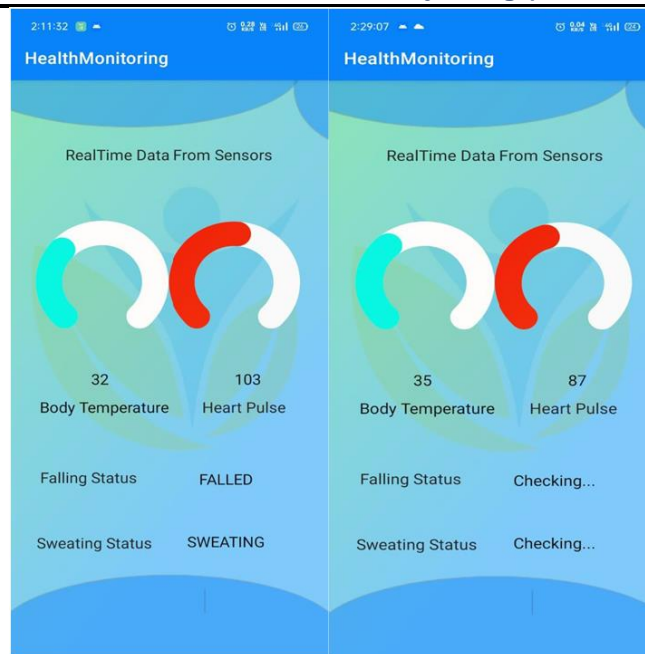 2:11:32
HealthMonitoring
RealTime Data From Sensors
32 103
Body Temperature Heart Pulse
Falling Status FALLED
Sweating Status SWEATING
2:29:07
HealthMonitoring
RealTime Data From Sensors
35 87
Body Temperature Heart Pulse
Falling Status Checking...
Sweating Status Checking...